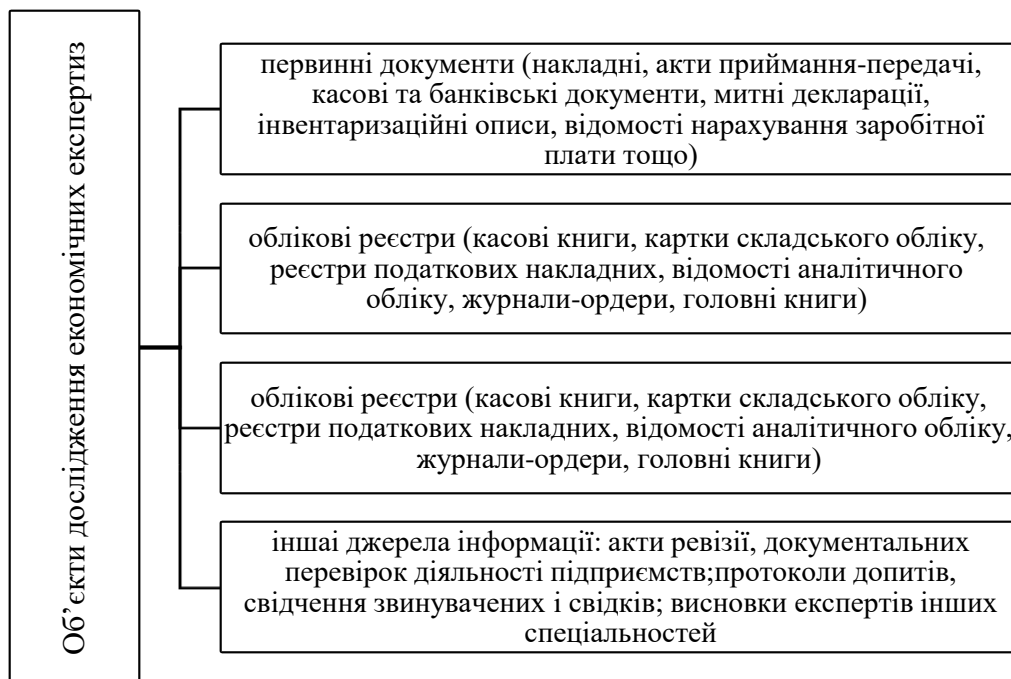 Об’єкти дослідження економічних експертиз
первинні документи (накладні, акти приймання-передачі,
касові та банківські документи, митні декларації,
інвентаризаційні описи, відомості нарахування заробітної
плати тощо)
облікові реєстри (касові книги, картки складського обліку,
реєстри податкових накладних, відомості аналітичного
обліку, журнали-ордери, головні книги)
облікові реєстри (касові книги, картки складського обліку,
реєстри податкових накладних, відомості аналітичного обліку,
журнали-ордери, головні книги)
іншаі джерела інформації: акти ревізії, документальних
перевірок діяльності підприємств;протоколи допитів,
свідчення звинувачених і свідків; висновки експертів інших
спеціальностей